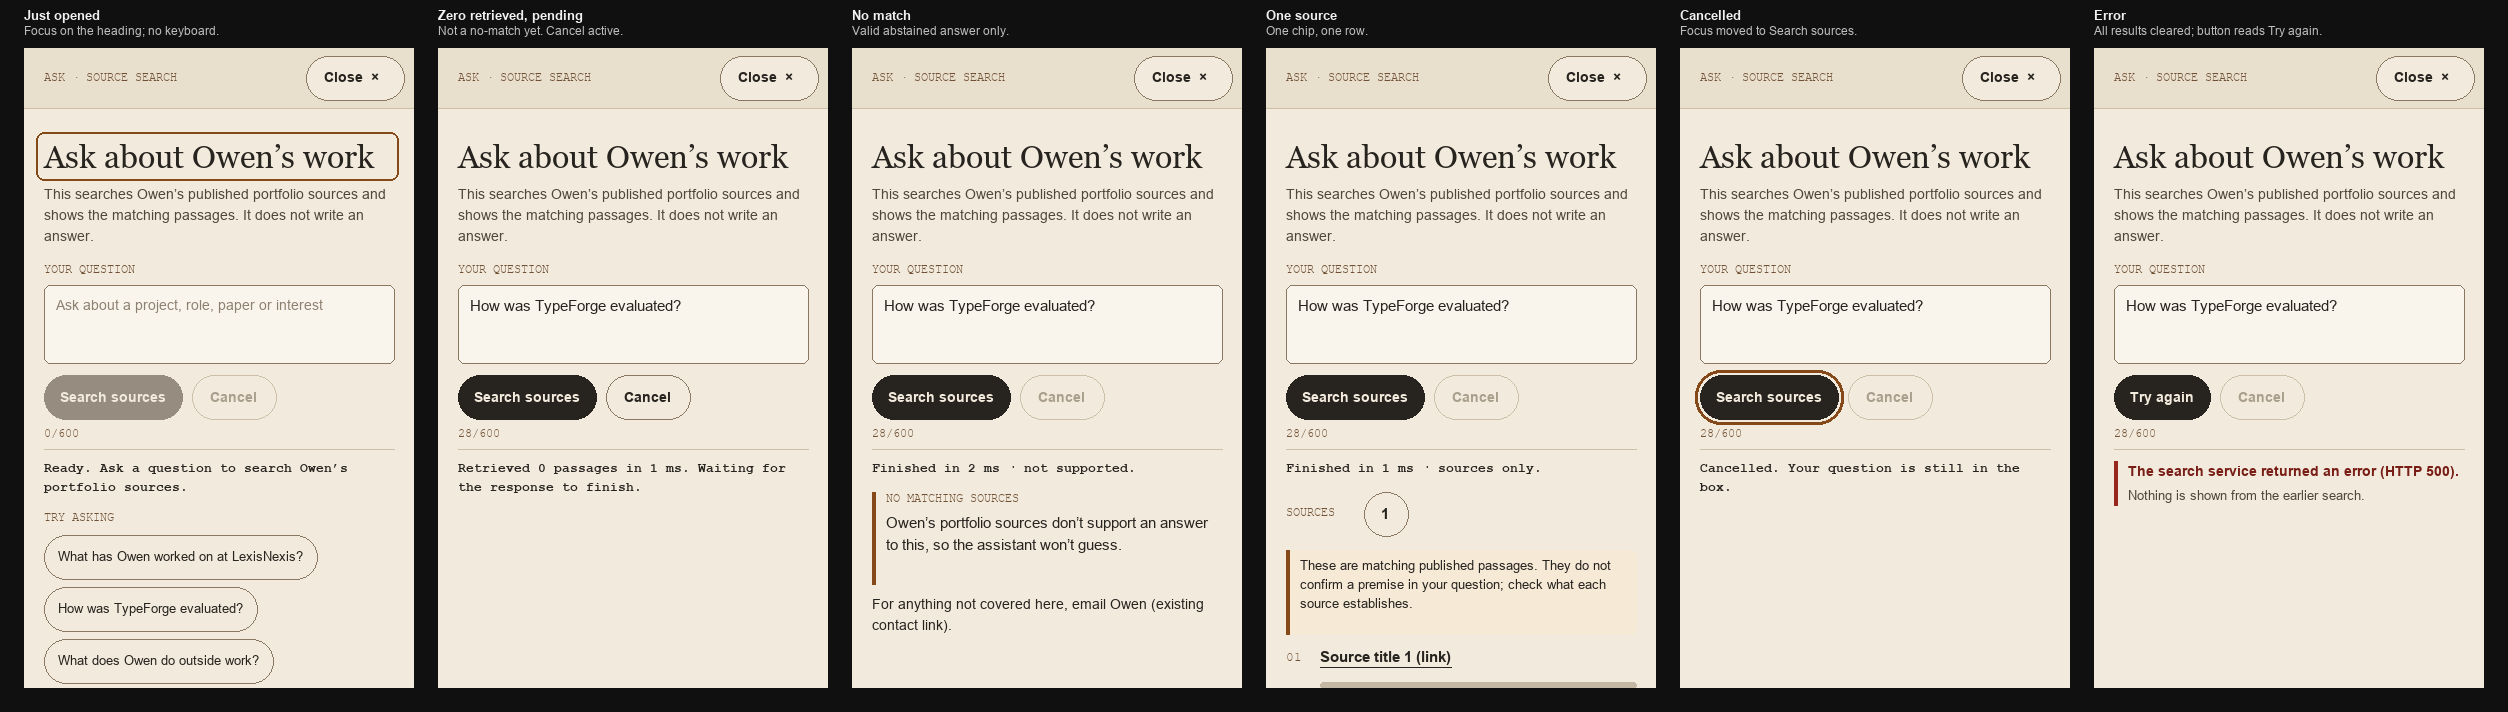 Just opened
Focus on the heading; no keyboard.
ASK · SOURCE SEARCH
Close ×
Ask about Owen’s work
This searches Owen’s published portfolio sources and
shows the matching passages. It does not write an
answer.
YOUR QUESTION
Ask about a project, role, paper or interest
Search sources
Cancel
0/600
Ready. Ask a question to search Owen’s
portfolio sources.
TRY ASKING
What has Owen worked on at LexisNexis?
How was TypeForge evaluated?
What does Owen do outside work?
Zero retrieved, pending
Not a no-match yet. Cancel active.
ASK · SOURCE SEARCH
Close ×
Ask about Owen’s work
This searches Owen’s published portfolio sources and
shows the matching passages. It does not write an
answer.
YOUR QUESTION
How was TypeForge evaluated?
Search sources
Cancel
28/600
Retrieved 0 passages in 1 ms. Waiting for
the response to finish.
No match
Valid abstained answer only.
ASK · SOURCE SEARCH
Close ×
Ask about Owen’s work
This searches Owen’s published portfolio sources and
shows the matching passages. It does not write an
answer.
YOUR QUESTION
How was TypeForge evaluated?
Search sources
Cancel
28/600
Finished in 2 ms · not supported.
NO MATCHING SOURCES
Owen’s portfolio sources don’t support an answer
to this, so the assistant won’t guess.
For anything not covered here, email Owen (existing
contact link).
One source
One chip, one row.
ASK · SOURCE SEARCH
Close ×
Ask about Owen’s work
This searches Owen’s published portfolio sources and
shows the matching passages. It does not write an
answer.
YOUR QUESTION
How was TypeForge evaluated?
Search sources
Cancel
28/600
Finished in 1 ms · sources only.
SOURCES
1
These are matching published passages. They do not
confirm a premise in your question; check what each
source establishes.
01 Source title 1 (link)
Cancelled
Focus moved to Search sources.
ASK · SOURCE SEARCH
Close ×
Ask about Owen’s work
This searches Owen’s published portfolio sources and
shows the matching passages. It does not write an
answer.
YOUR QUESTION
How was TypeForge evaluated?
Search sources
Cancel
28/600
Cancelled. Your question is still in the
box.
Error
All results cleared; button reads Try again.
ASK · SOURCE SEARCH
Close ×
Ask about Owen’s work
This searches Owen’s published portfolio sources and
shows the matching passages. It does not write an
answer.
YOUR QUESTION
How was TypeForge evaluated?
Try again
Cancel
28/600
The search service returned an error (HTTP 500).
Nothing is shown from the earlier search.